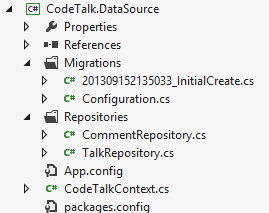 C# CodeTalk.DataSource
Properties
References
Migrations
C# 201309152135033_InitialCreate.cs
C# Configuration.cs
Repositories
C# CommentRepository.cs
C# TalkRepository.cs
App.config
C# CodeTalkContext.cs
packages.config